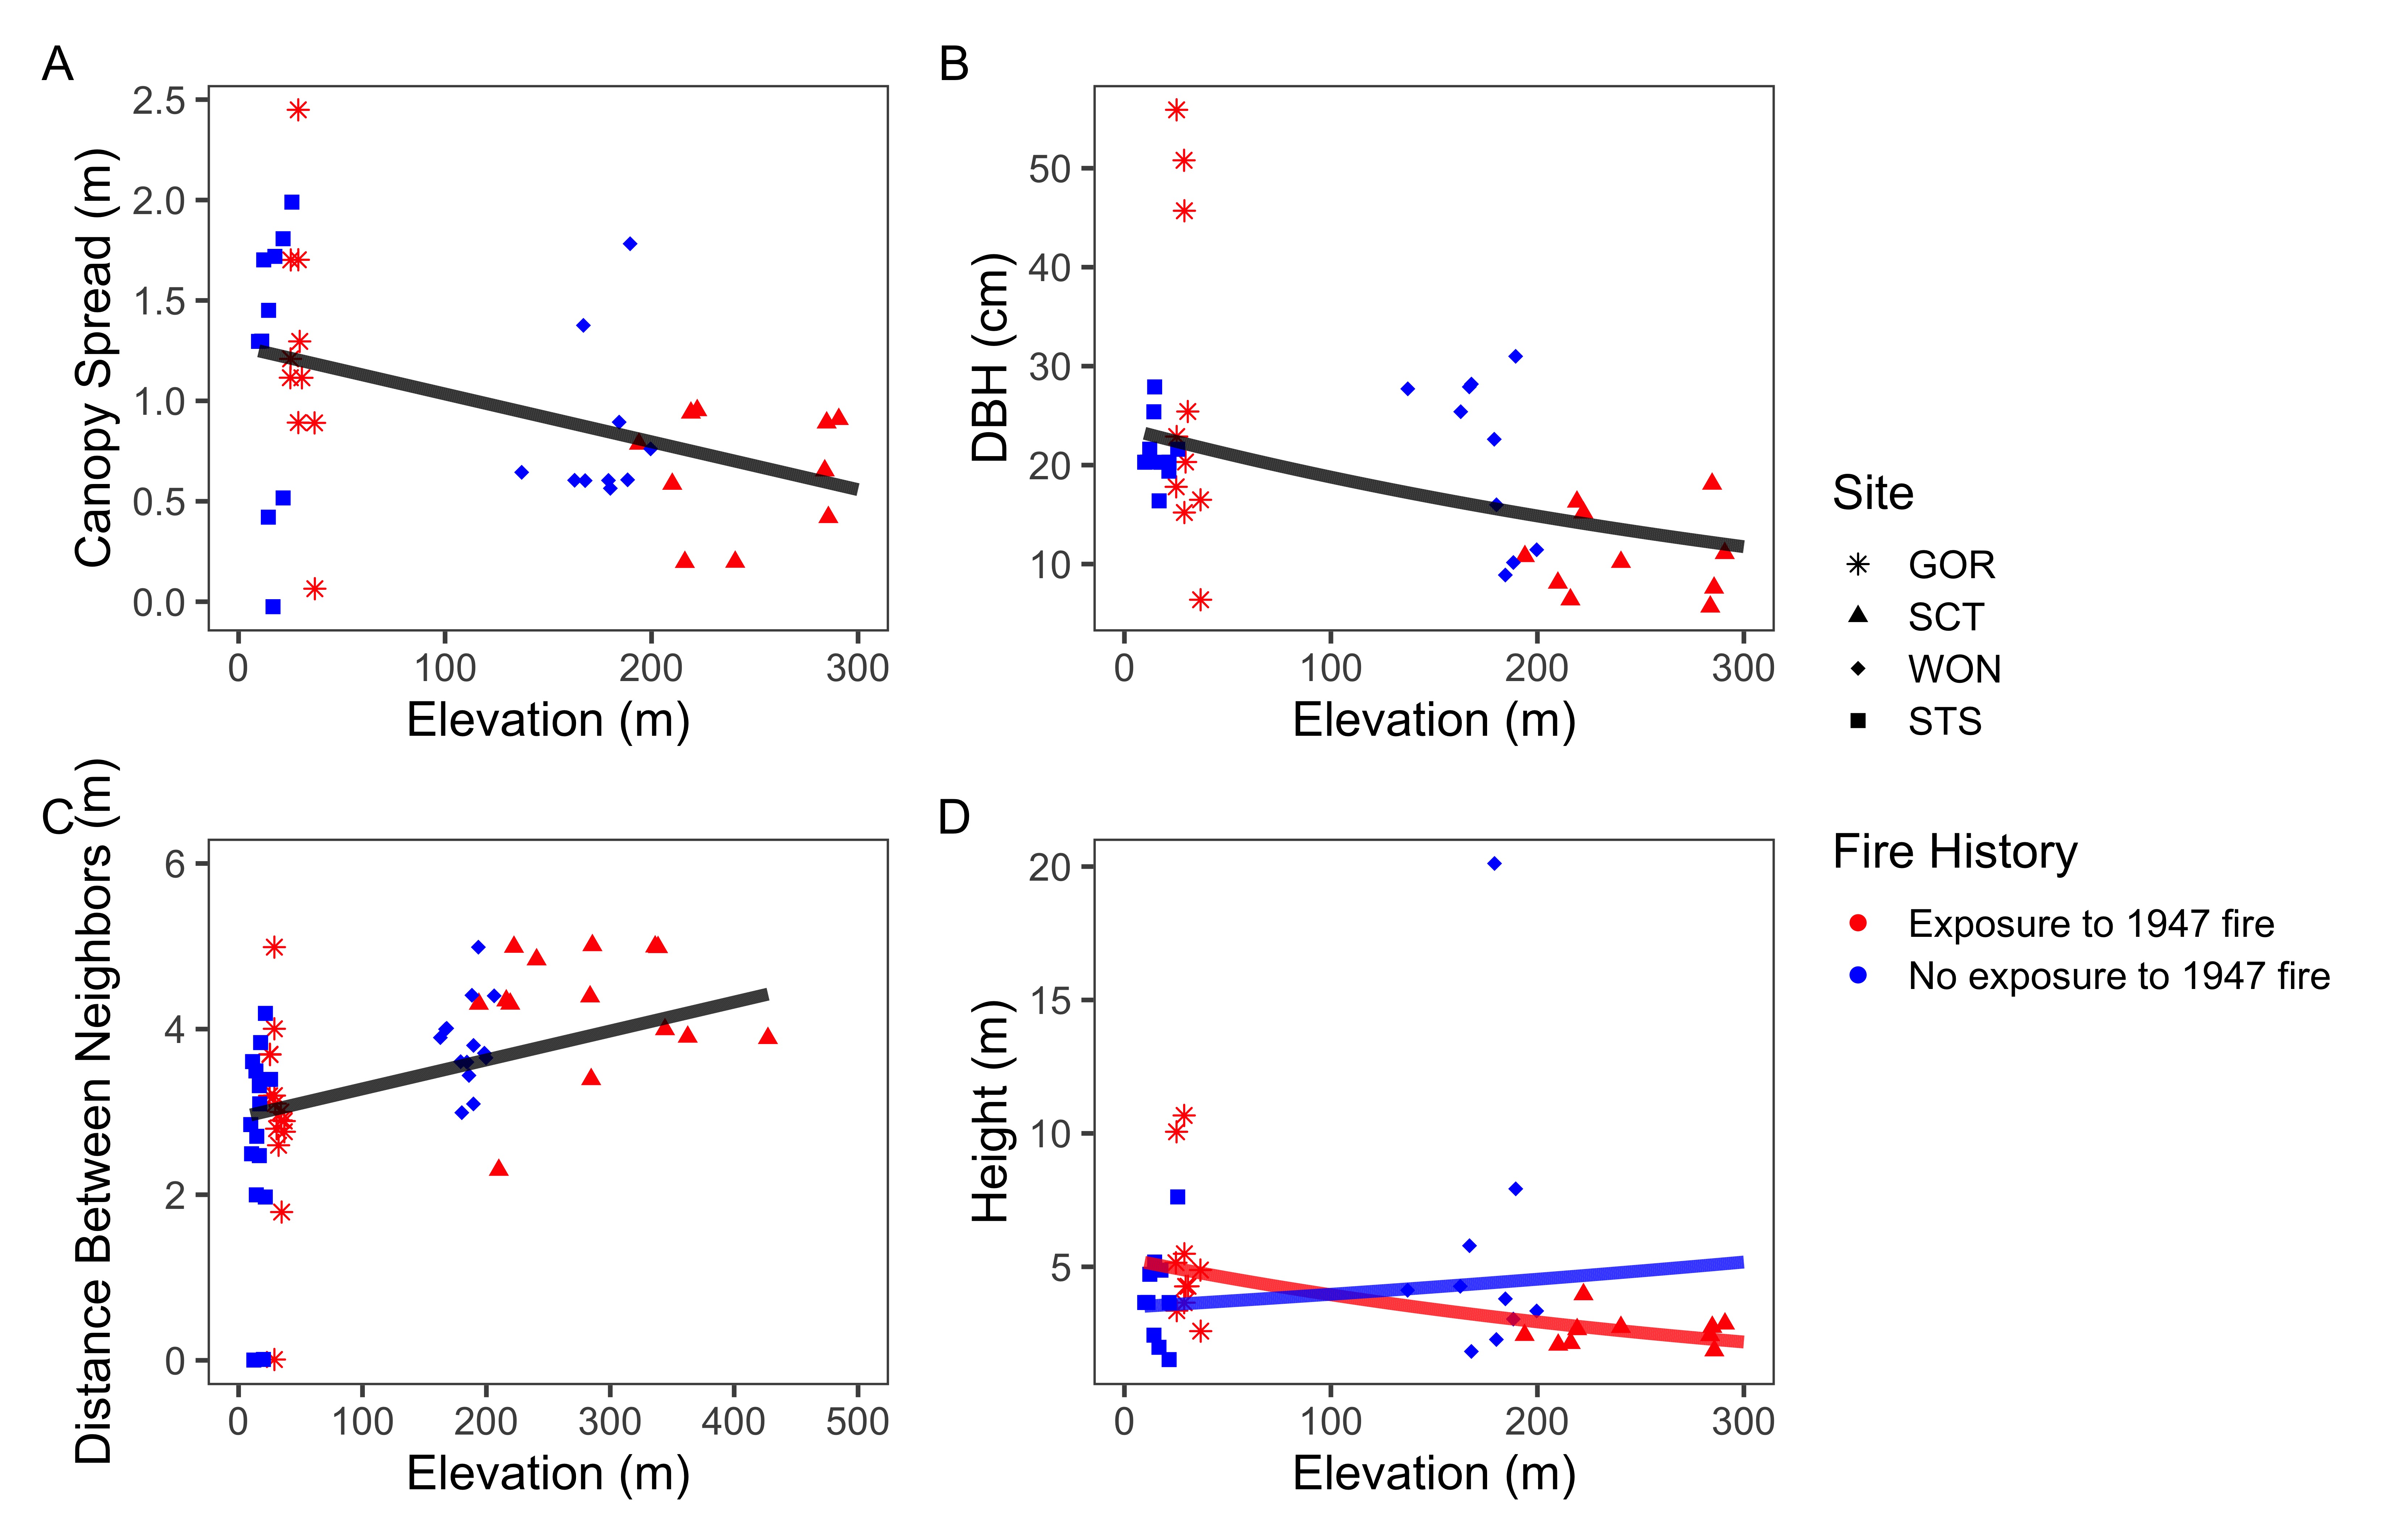 A
Canopy Spread (m)
2.5
2.0
1.5
1.0
0.5
0.0
0 100 200 300
Elevation (m)
B
DBH (cm)
50
40
30
20
10
0 100 200 300
Elevation (m)
C
Distance Between Neighbors (m)
6
4
2
0
0 100 200 300 400 500
Elevation (m)
D
Height (m)
20
15
10
5
0 100 200 300
Elevation (m)
Site
GOR
SCT
WON
STS
Fire History
Exposure to 1947 fire
No exposure to 1947 fire